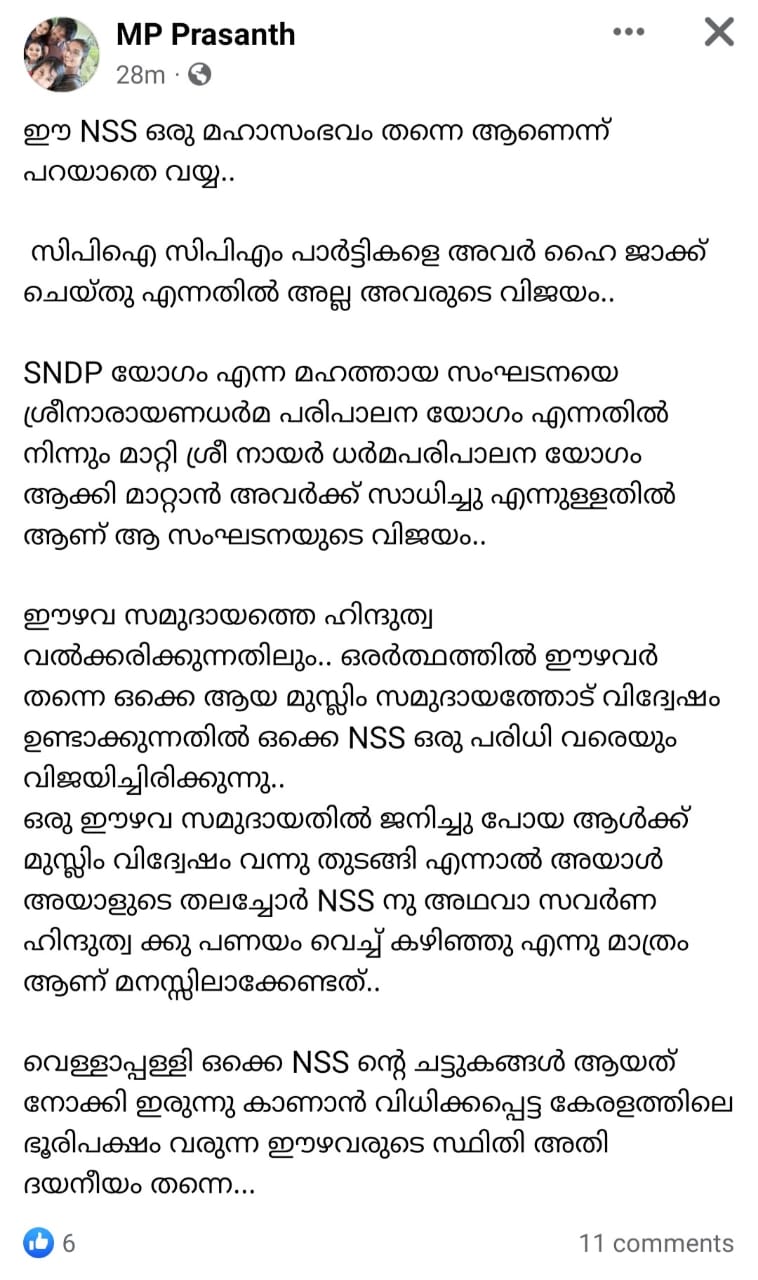 MP Prasanth
28m ·
ഈ NSS ഒരു മഹാസംഭവം തന്നെ ആണെന്ന്
പറയാതെ വയ്യ..
സിപിഐ സിപിഎം പാർട്ടികളെ അവർ ഹൈ ജാക്ക്
ചെയ്തു എന്നതിൽ അല്ല അവരുടെ വിജയം..
SNDP യോഗം എന്ന മഹത്തായ സംഘടനയെ
ശ്രീനാരായണധർമ പരിപാലന യോഗം എന്നതിൽ
നിന്നും മാറ്റി ശ്രീ നായർ ധർമപരിപാലന യോഗം
ആക്കി മാറ്റാൻ അവർക്ക് സാധിച്ചു എന്നുള്ളതിൽ
ആണ് ആ സംഘടനയുടെ വിജയം..
ഈഴവ സമുദായത്തെ ഹിന്ദുത്വ
വൽക്കരിക്കുന്നതിലും.. ഒരർത്ഥത്തിൽ ഈഴവർ
തന്നെ ഒക്കെ ആയ മുസ്ലിം സമുദായത്തോട് വിദ്വേഷം
ഉണ്ടാക്കുന്നതിൽ ഒക്കെ NSS ഒരു പരിധി വരെയും
വിജയിച്ചിരിക്കുന്നു..
ഒരു ഈഴവ സമുദായതിൽ ജനിച്ചു പോയ ആൾക്ക്
മുസ്ലിം വിദ്വേഷം വന്നു തുടങ്ങി എന്നാൽ അയാൾ
അയാളുടെ തലച്ചോർ NSS നു അഥവാ സവർണ
ഹിന്ദുത്വ ക്കു പണയം വെച്ച് കഴിഞ്ഞു എന്നു മാത്രം
ആണ് മനസ്സിലാക്കേണ്ടത്..
വെള്ളാപ്പള്ളി ഒക്കെ NSS ന്റെ ചട്ടുകങ്ങൾ ആയത്
നോക്കി ഇരുന്നു കാണാൻ വിധിക്കപ്പെട്ട കേരളത്തിലെ
ഭൂരിപക്ഷം വരുന്ന ഈഴവരുടെ സ്ഥിതി അതി
ദയനീയം തന്നെ...
6
11 comments